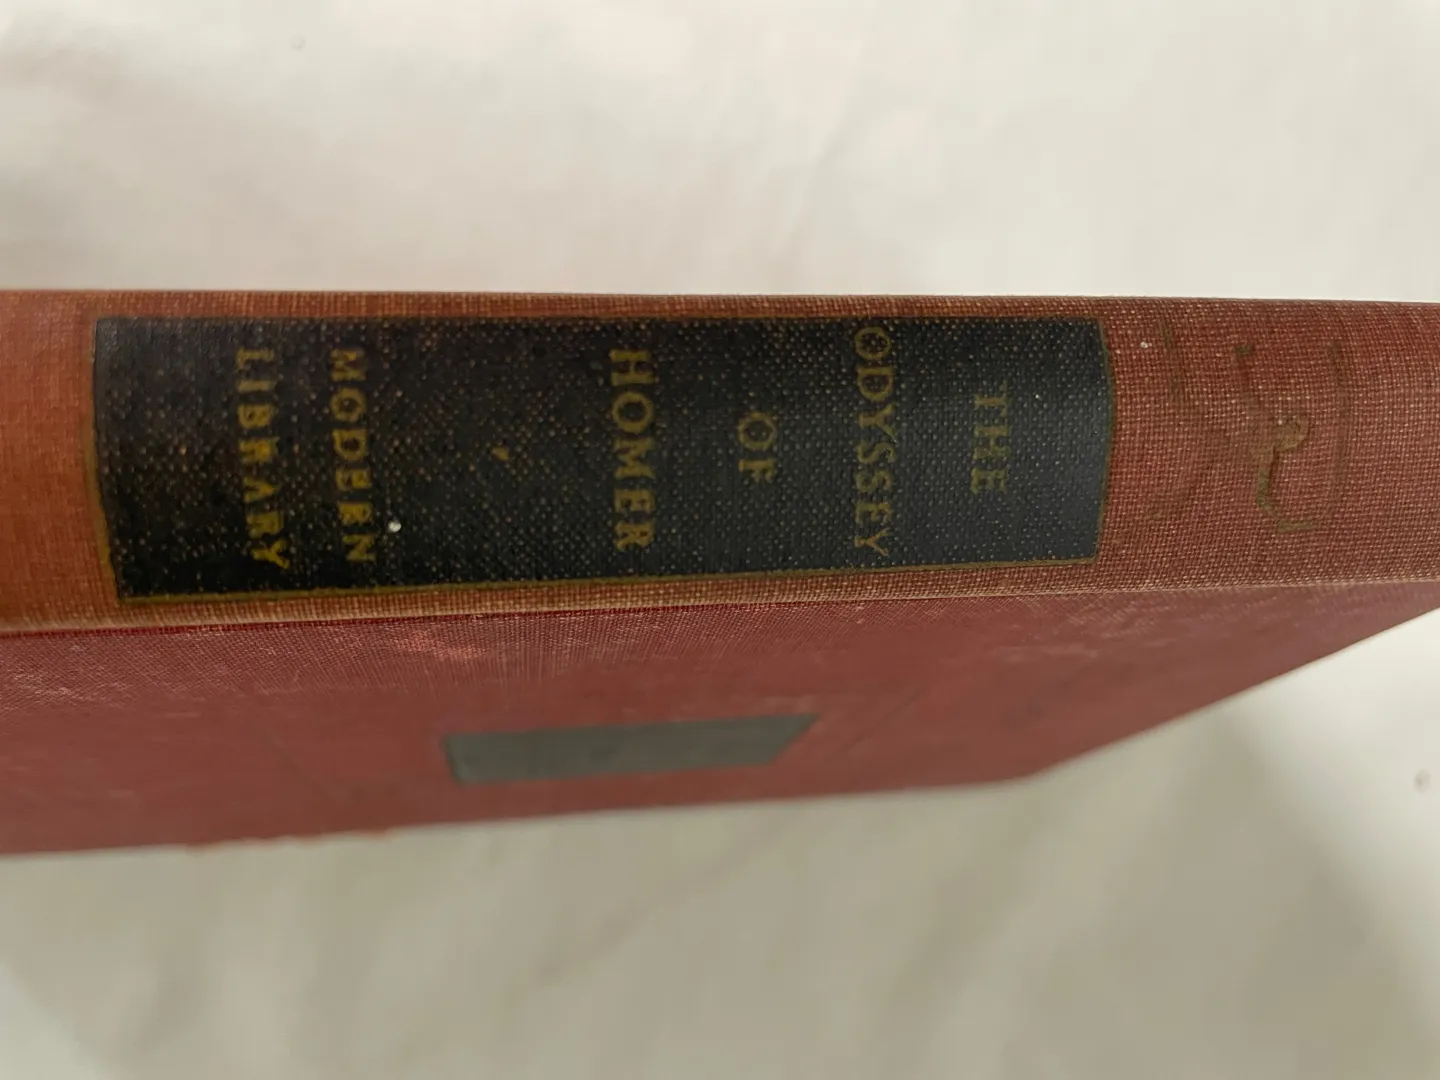 THE
ODYSSEY
OF
HOMER
MODERN
LIBRARY